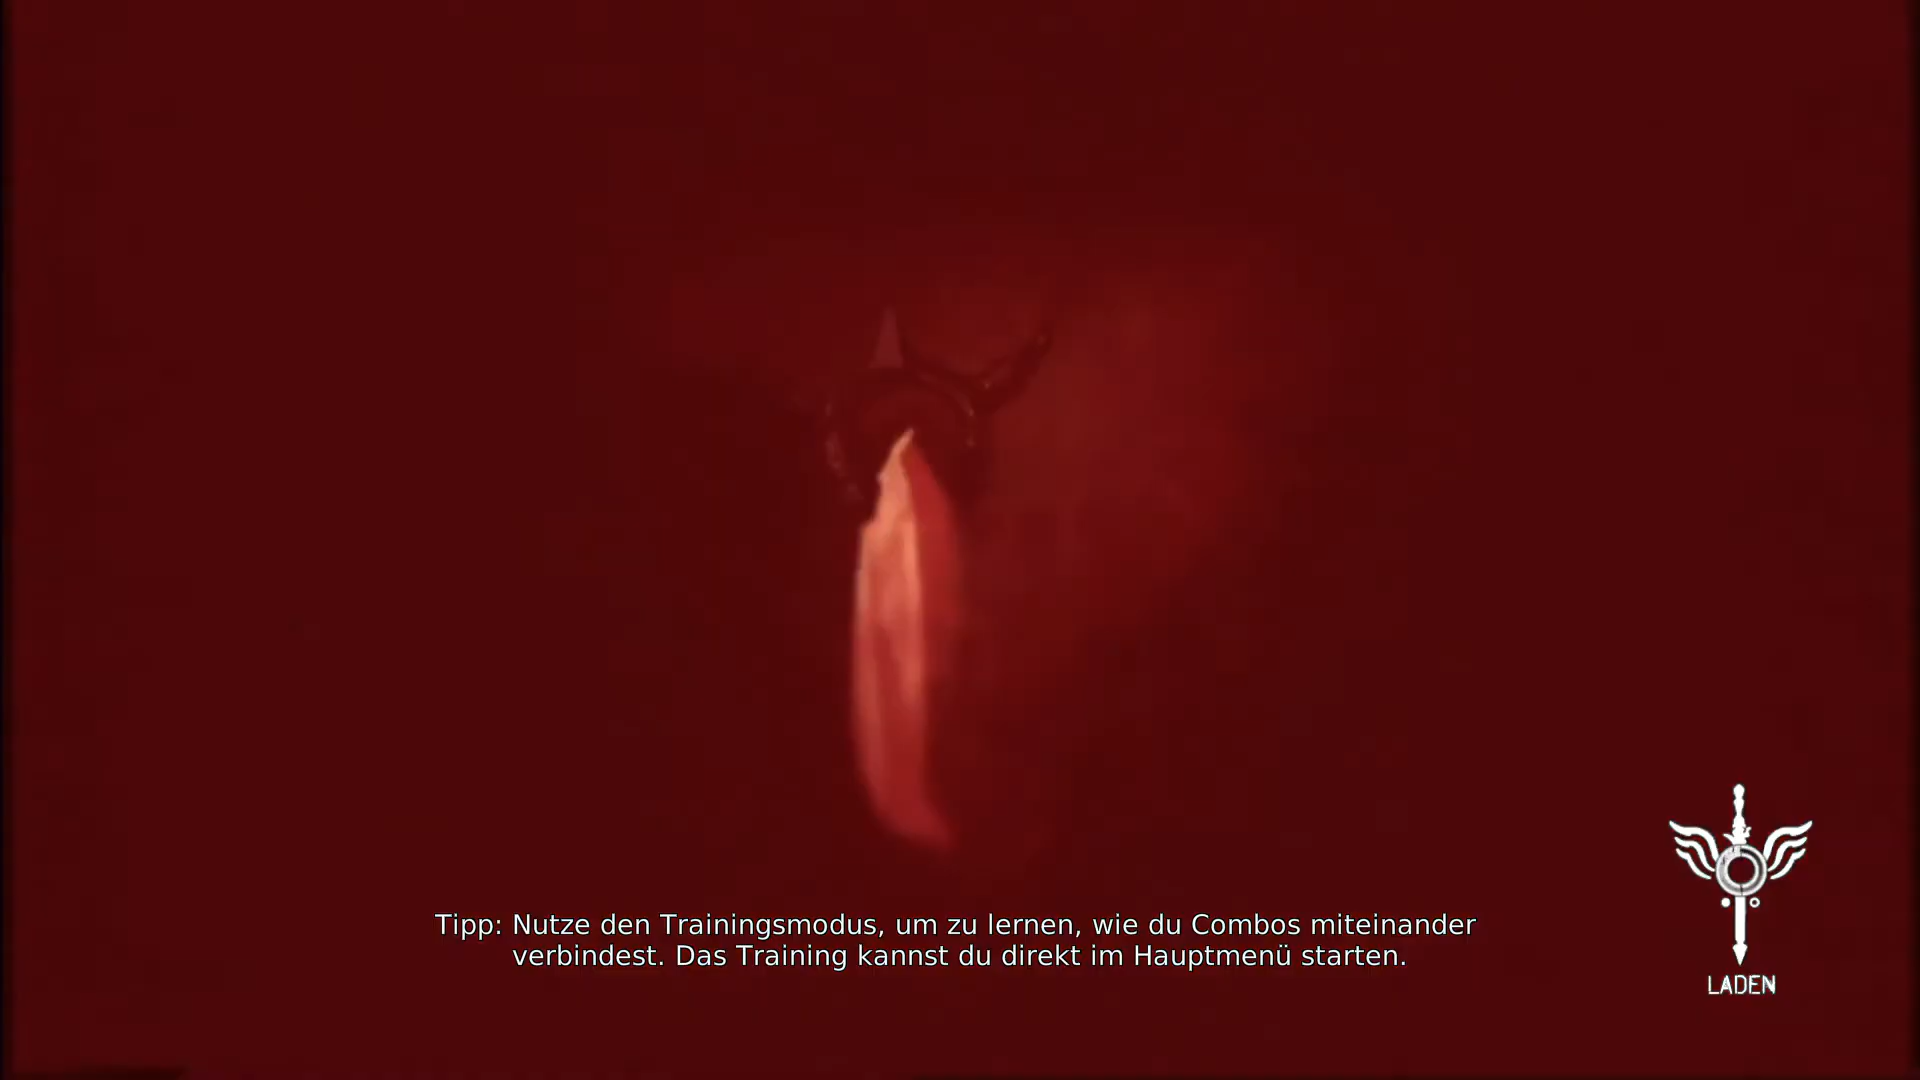 Tipp: Nutze den Trainingsmodus, um zu lernen, wie du Combos miteinander
verbindest. Das Training kannst du direkt im Hauptmenü starten.
LADEN